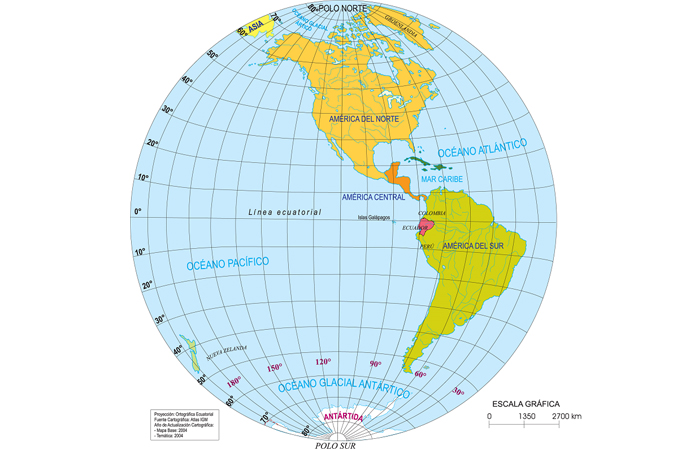 POLO NORTE
ASIA
OCÉANO GLACIAL
ÁRTICO
GROENLANDIA
80°
70°
60°
50°
40°
30°
20°
10°
0°
10°
20°
30°
40°
50°
60°
70°
80°
AMÉRICA DEL NORTE
OCÉANO ATLÁNTICO
MAR CARIBE
AMÉRICA CENTRAL
Línea ecuatorial
Islas Galápagos
COLOMBIA
ECUADOR
PERÚ
AMÉRICA DEL SUR
OCÉANO PACÍFICO
NUEVA ZELANDA
180°
150°
120°
90°
60°
30°
OCÉANO GLACIAL ANTÁRTICO
ANTÁRTIDA
POLO SUR
ESCALA GRÁFICA
0 1350 2700 km
Proyección: Ortográfica Ecuatorial
Fuente Cartográfica: Atlas IGM
Año de Actualización Cartográfica:
- Mapa Base: 2004
- Temática: 2004